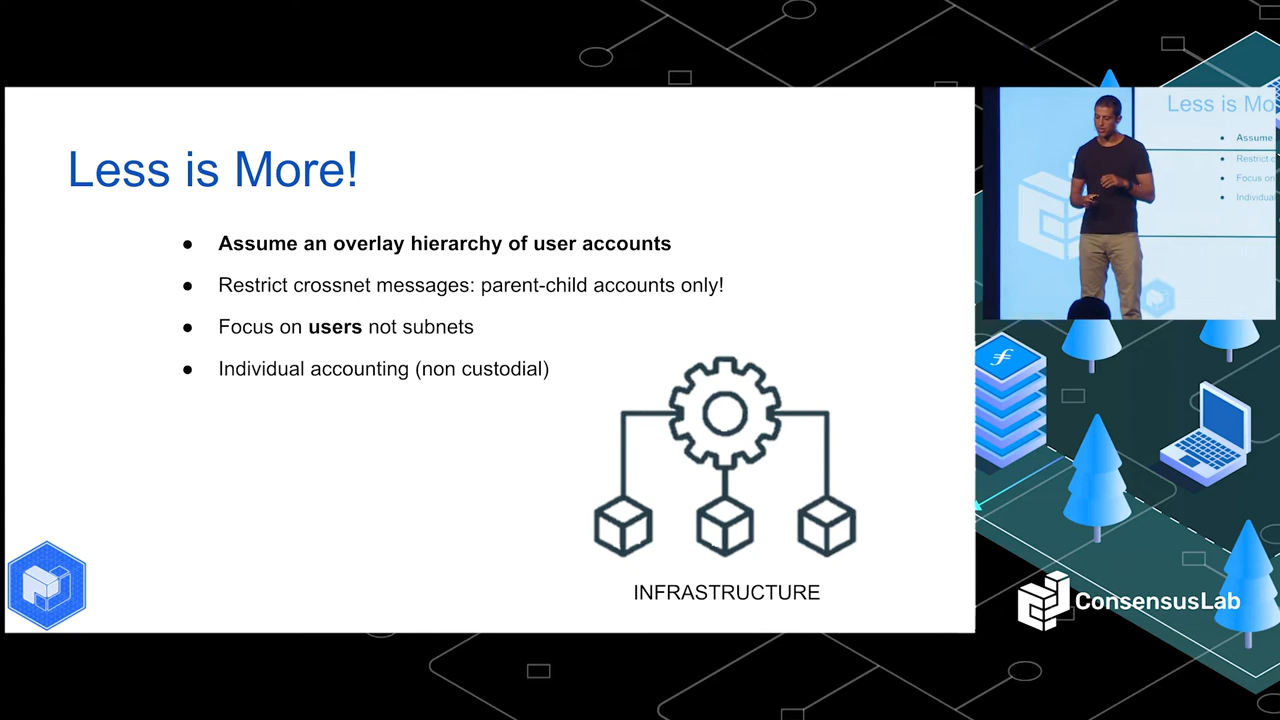 Less is More!
● Assume an overlay hierarchy of user accounts
● Restrict crossnet messages: parent-child accounts only!
● Focus on users not subnets
● Individual accounting (non custodial)
INFRASTRUCTURE
Less is Mo
● Assume
● Restrict c
● Focus on
● Individua
ConsensusLab